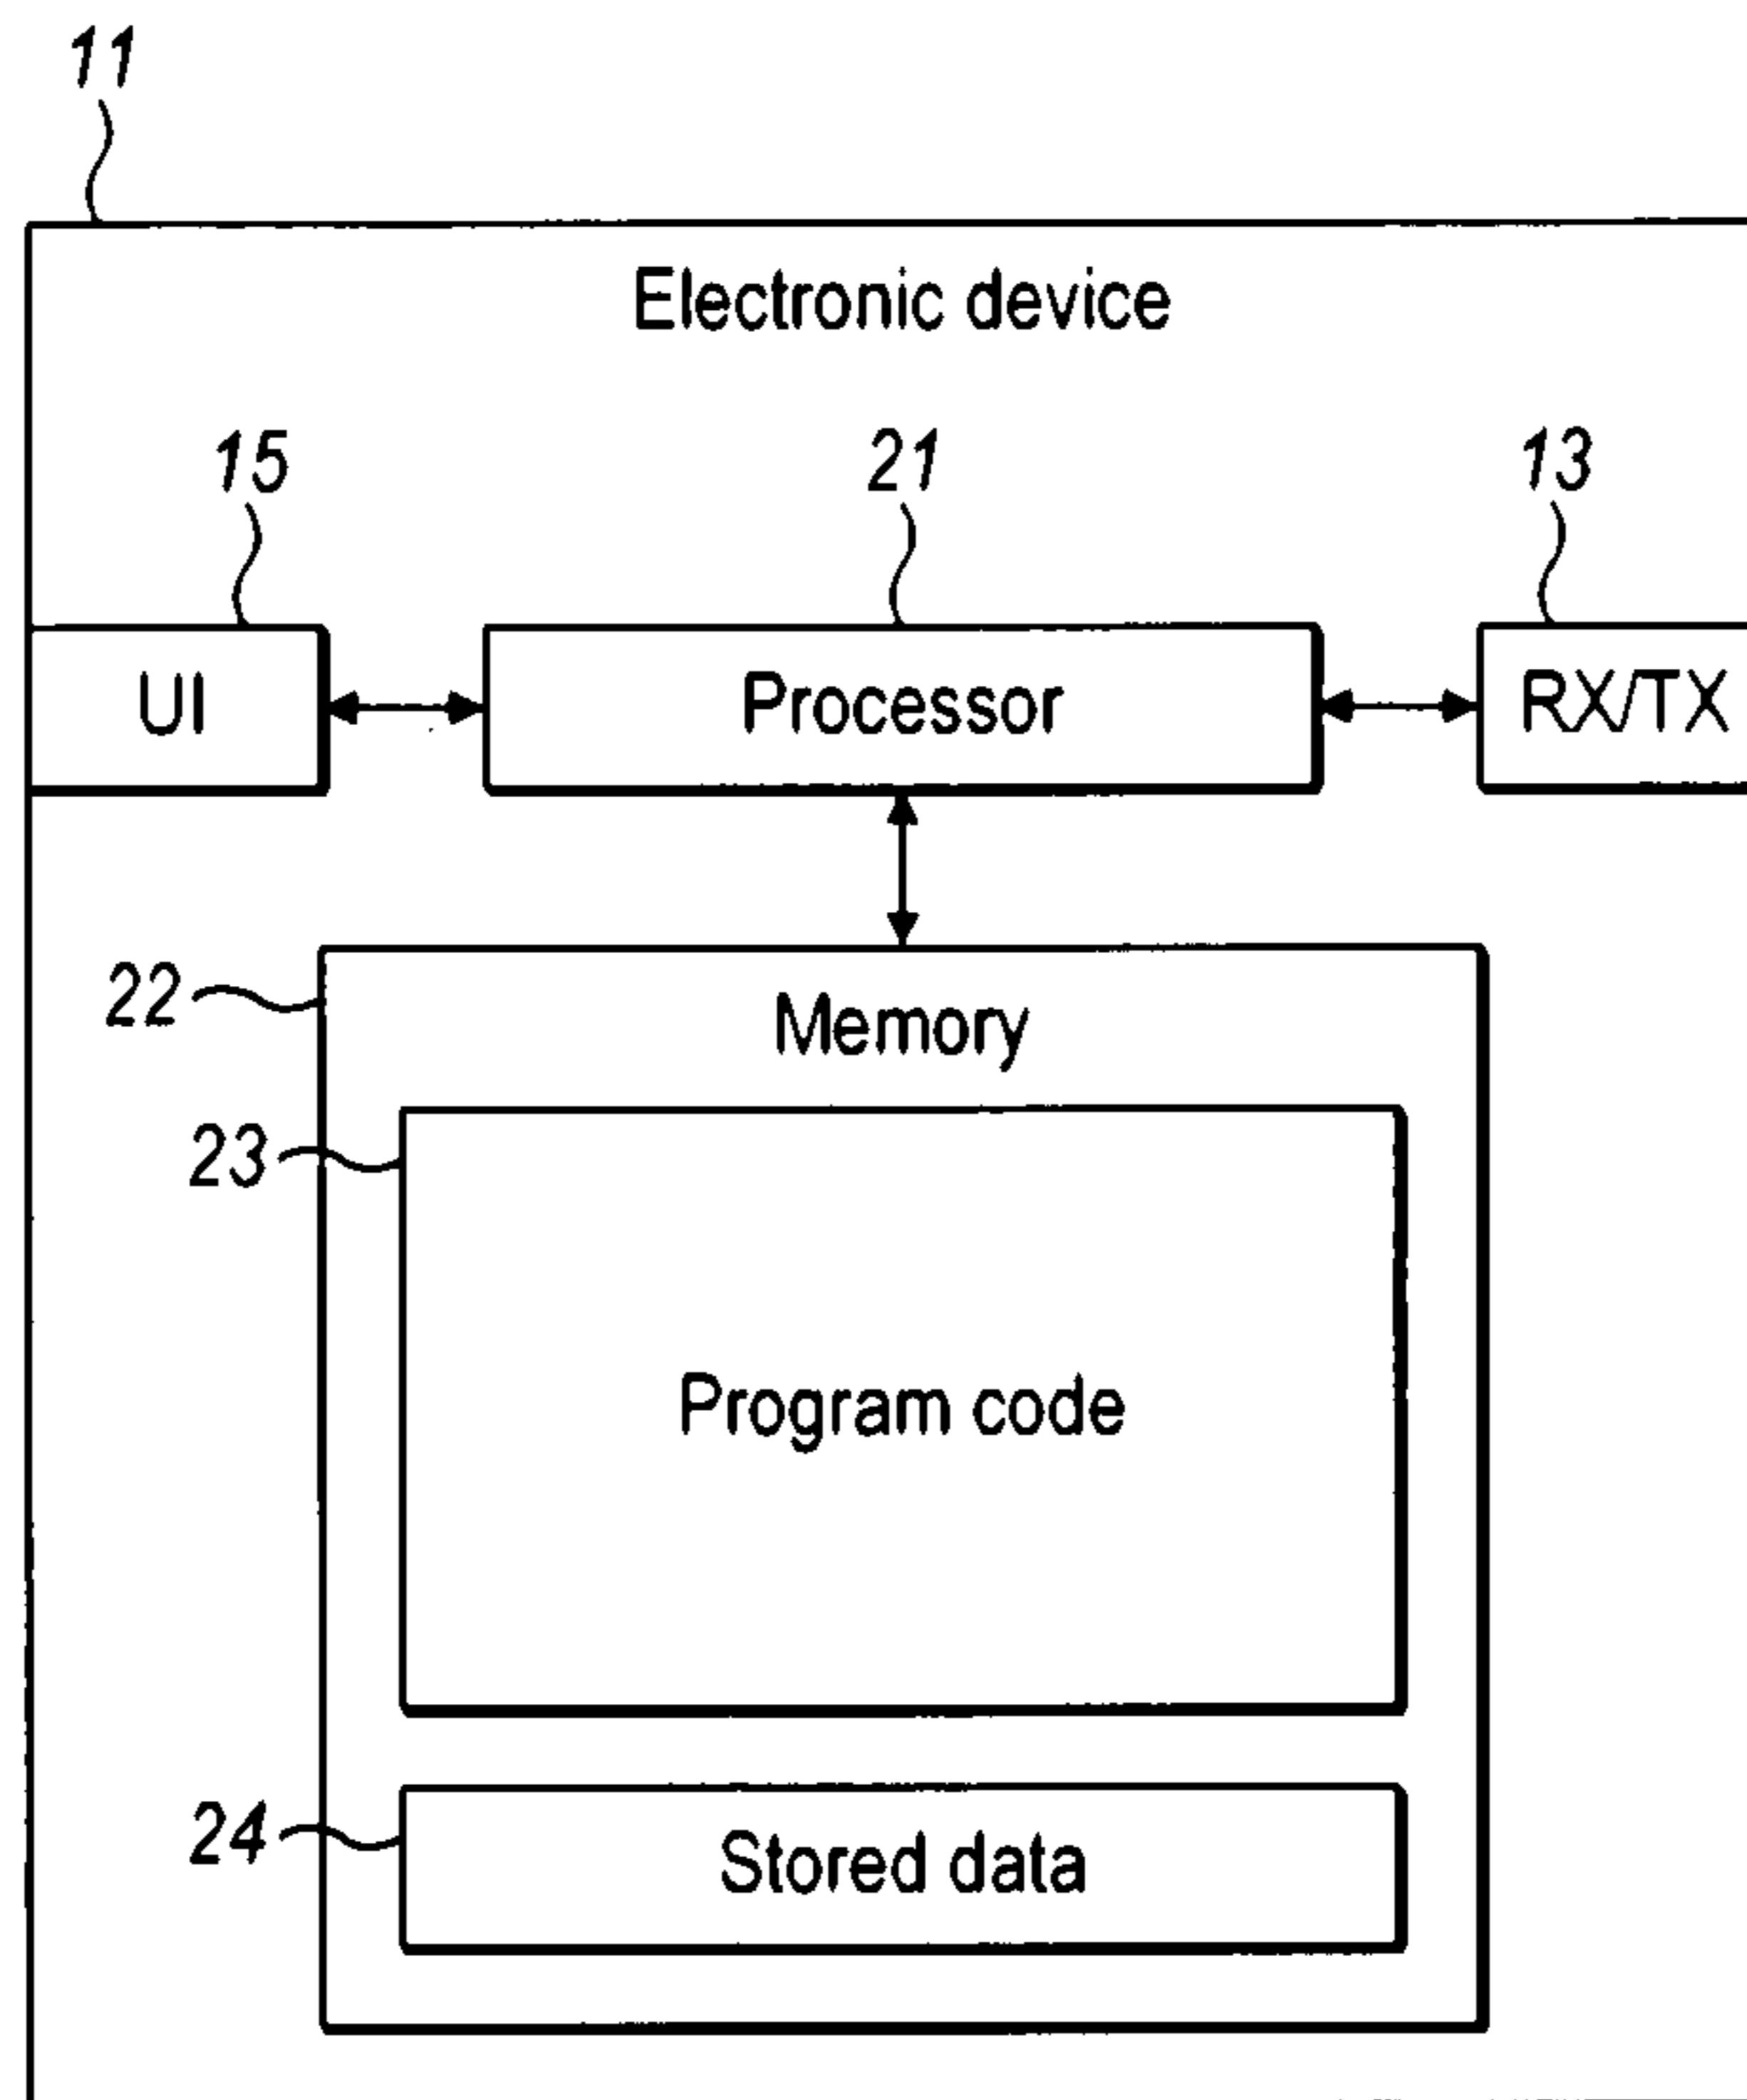 11
Electronic device
15 21 13
UI Processor RX/TX
22
Memory
23
Program code
24
Stored data